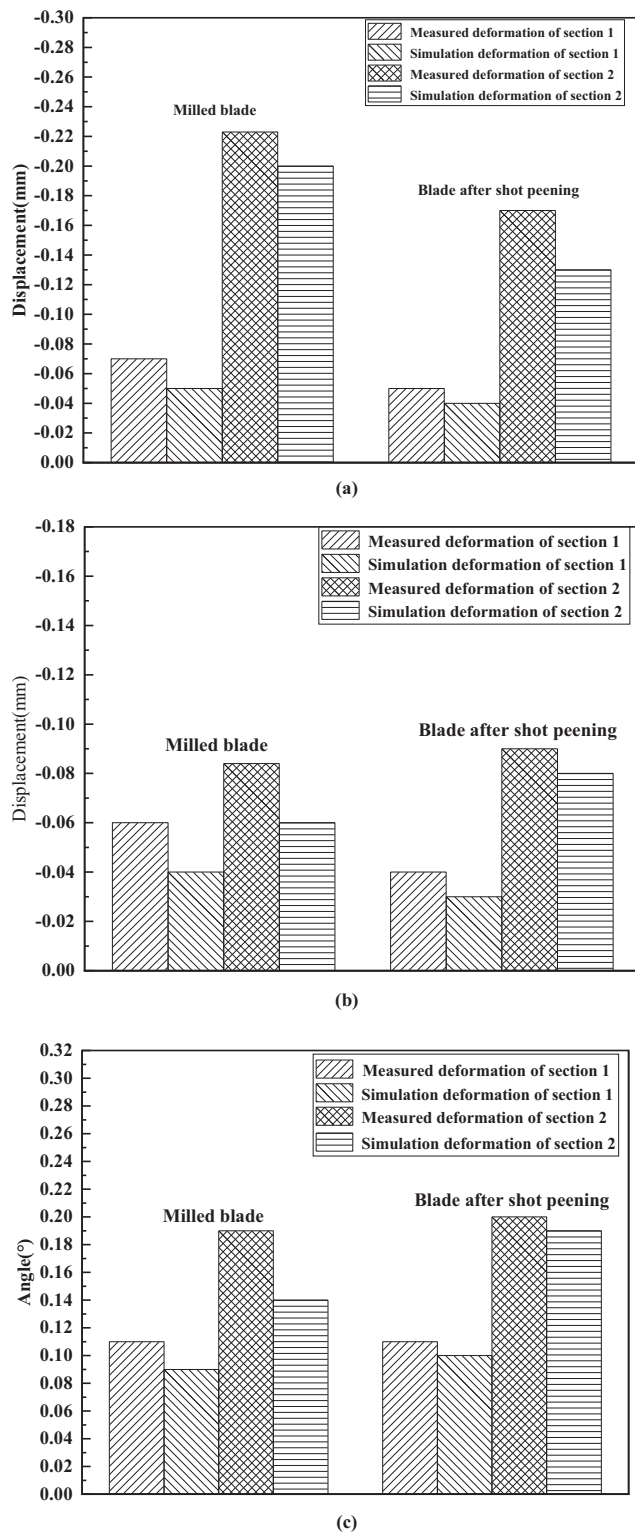 -0.30
-0.28
-0.26
-0.24
-0.22
-0.20
-0.18
-0.16
-0.14
-0.12
-0.10
-0.08
-0.06
-0.04
-0.02
0.00
Displacement(mm)
Measured deformation of section 1
Simulation deformation of section 1
Measured deformation of section 2
Simulation deformation of section 2
Milled blade
Blade after shot peening
(a)
-0.18
-0.16
-0.14
-0.12
-0.10
-0.08
-0.06
-0.04
-0.02
0.00
Displacement(mm)
Measured deformation of section 1
Simulation deformation of section 1
Measured deformation of section 2
Simulation deformation of section 2
Milled blade
Blade after shot peening
(b)
0.32
0.30
0.28
0.26
0.24
0.22
0.20
0.18
0.16
0.14
0.12
0.10
0.08
0.06
0.04
0.02
0.00
Angle(°)
Measured deformation of section 1
Simulation deformation of section 1
Measured deformation of section 2
Simulation deformation of section 2
Milled blade
Blade after shot peening
(c)